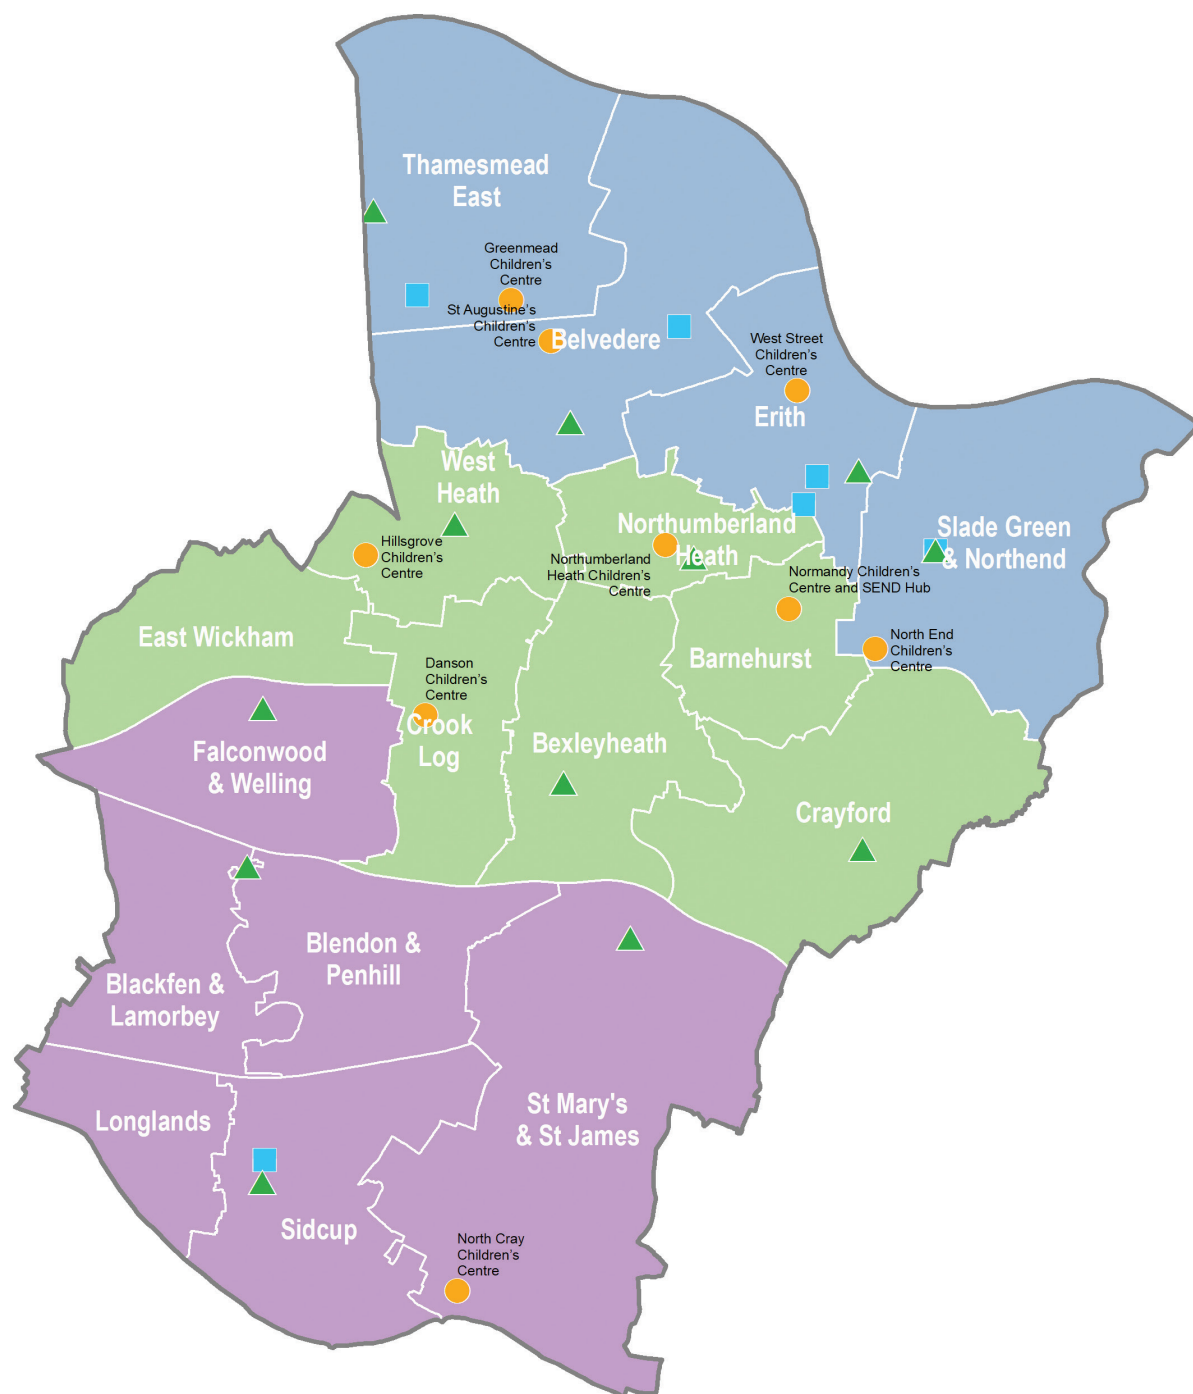 Thamesmead
East
Greenmead
Children’s
Centre
St Augustine’s
Children’s
Centre
Belvedere
West Street
Children’s
Centre
Erith
West
Heath
Northumberland
Heath
Slade Green
& Northend
Hillsgrove
Children’s
Centre
Northumberland
Heath Children’s
Centre
Normandy Children’s
Centre and SEND Hub
East Wickham
Barnehurst
North End
Children’s
Centre
Danson
Children’s
Centre
Crook
Log
Bexleyheath
Falconwood
& Welling
Crayford
Blendon &
Penhill
Blackfen &
Lamorbey
Longlands
St Mary's
& St James
Sidcup
North Cray
Children’s
Centre